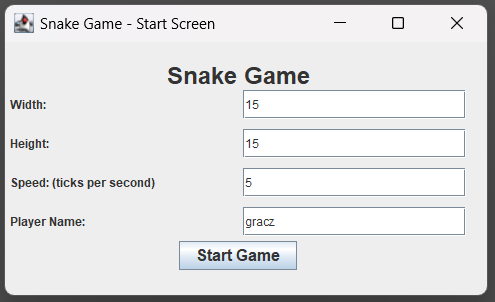 Snake Game - Start Screen
Snake Game
Width: 15
Height: 15
Speed: (ticks per second) 5
Player Name: gracz
Start Game